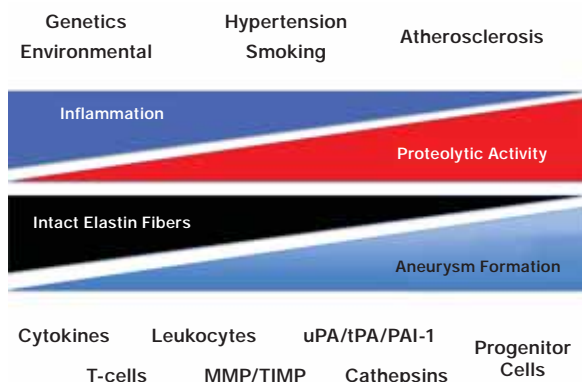 Genetics
Environmental
Hypertension
Smoking
Atherosclerosis
Inflammation
Proteolytic Activity
Intact Elastin Fibers
Aneurysm Formation
Cytokines
Leukocytes
uPA/tPA/PAI-1
Progenitor
Cells
T-cells
MMP/TIMP
Cathepsins